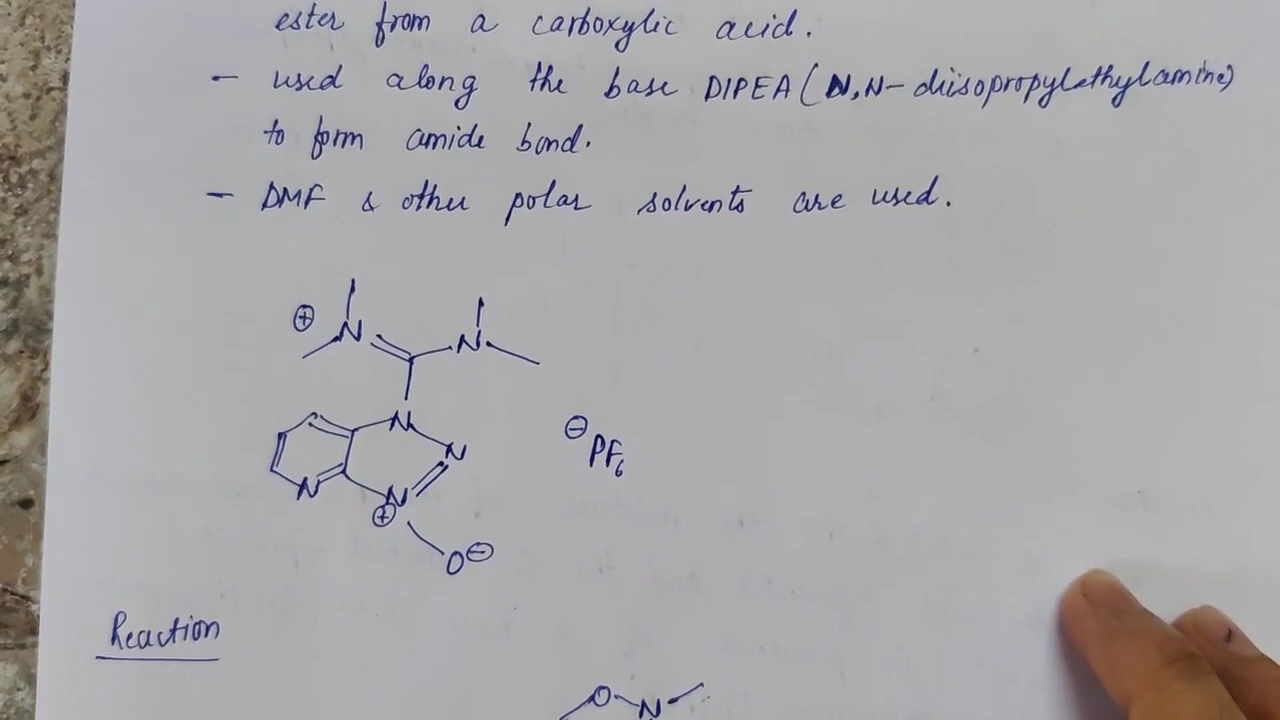 ester from a carboxylic acid.
- used along the base DIPEA (N,N-diisopropylethylamine)
to form amide bond.
- DMF & other polar solvents are used.
⊕ N N
N
N
N N
⊕
O⊖
⊖PF6
Reaction
O N